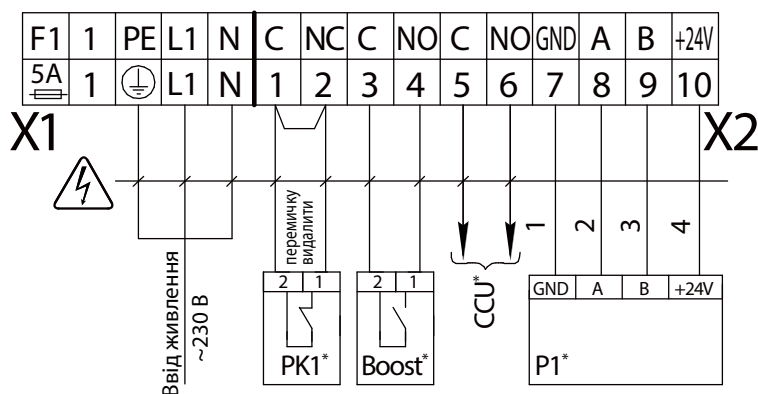 F1 1 PE L1 N C NC C NO C NO GND A B +24V
5A 1 L1 N 1 2 3 4 5 6 7 8 9 10
X1 X2
Ввід живлення
~230 В
перемичку
видалити
2 1
PK1*
2 1
Boost*
CCU*
1 2 3 4
GND A B +24V
P1*